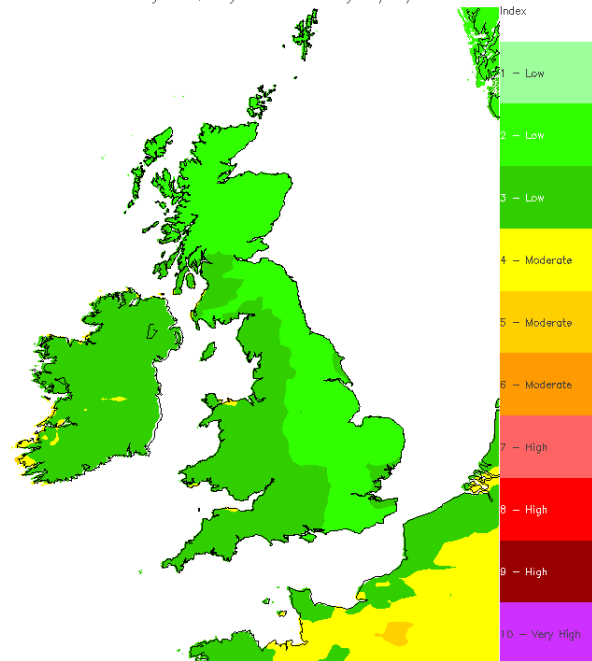 Index
1 - Low
2 - Low
3 - Low
4 - Moderate
5 - Moderate
6 - Moderate
7 - High
8 - High
9 - High
10 - Very High